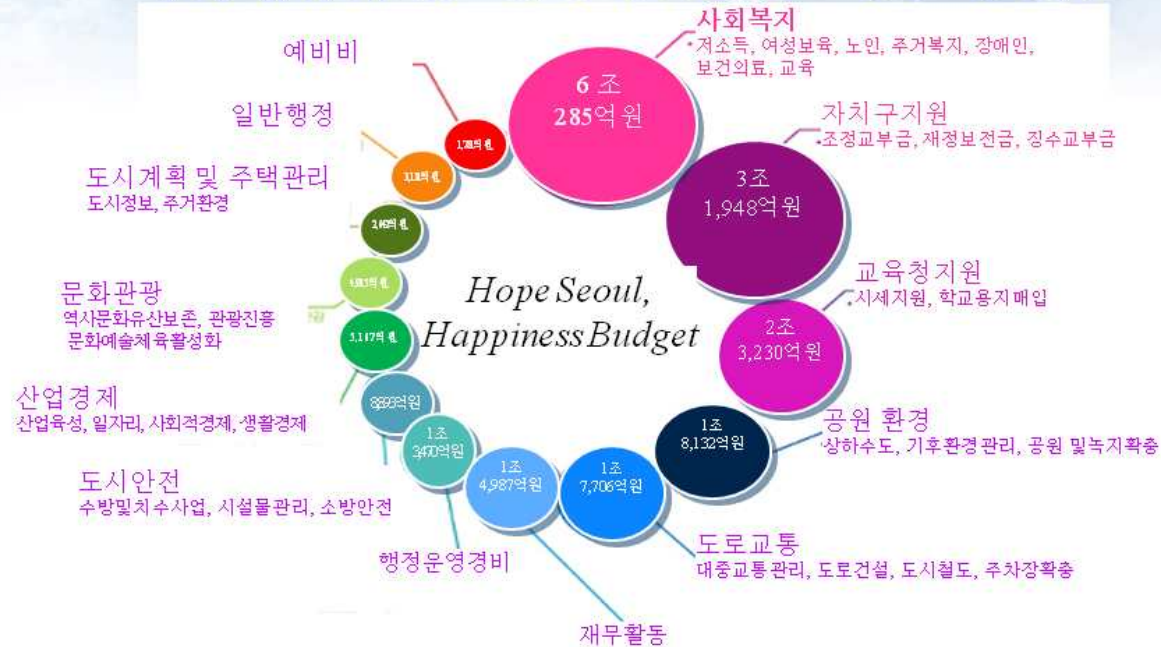 사회복지
•저소득, 여성보육, 노인, 주거복지, 장애인,
보건의료, 교육
6 조
285억원
자치구지원
•조정교부금, 재정보전금, 징수교부금
3조
1,948억원
교육청지원
•시세지원, 학교용지매입
2조
3,230억원
공원 환경
•상하수도, 기후환경관리, 공원 및녹지확충
1조
8,132억원
도로교통
대중교통관리, 도로건설, 도시철도, 주차장확충
1조
7,706억원
재무활동
1조
4,987억원
행정운영경비
1조
3,470억원
도시안전
수방및치수사업, 시설물관리, 소방안전
산업경제
산업육성, 일자리, 사회적경제, 생활경제
문화관광
역사문화유산보존, 관광진흥
문화예술체육활성화
도시계획 및 주택관리
도시정보, 주거환경
일반행정
예비비
Hope Seoul,
Happiness Budget